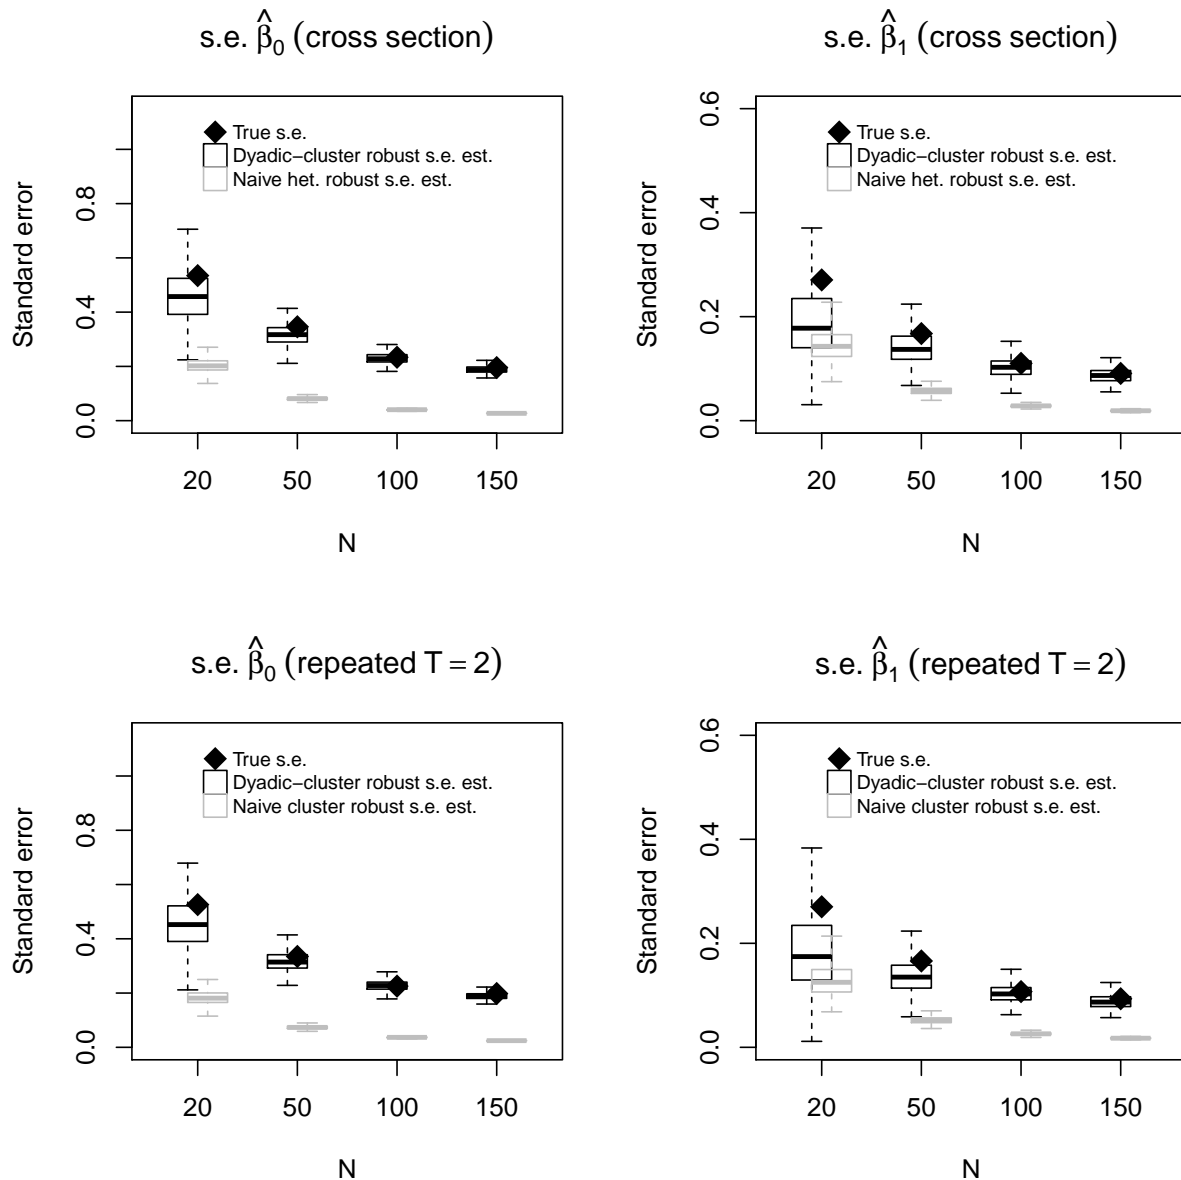 s.e. β̂₀ (cross section)
Standard error
0.0 0.4 0.8
True s.e.
Dyadic−cluster robust s.e. est.
Naive het. robust s.e. est.
20 50 100 150
N
s.e. β̂₁ (cross section)
Standard error
0.0 0.2 0.4 0.6
True s.e.
Dyadic−cluster robust s.e. est.
Naive het. robust s.e. est.
20 50 100 150
N
s.e. β̂₀ (repeated T = 2)
Standard error
0.0 0.4 0.8
True s.e.
Dyadic−cluster robust s.e. est.
Naive cluster robust s.e. est.
20 50 100 150
N
s.e. β̂₁ (repeated T = 2)
Standard error
0.0 0.2 0.4 0.6
True s.e.
Dyadic−cluster robust s.e. est.
Naive cluster robust s.e. est.
20 50 100 150
N